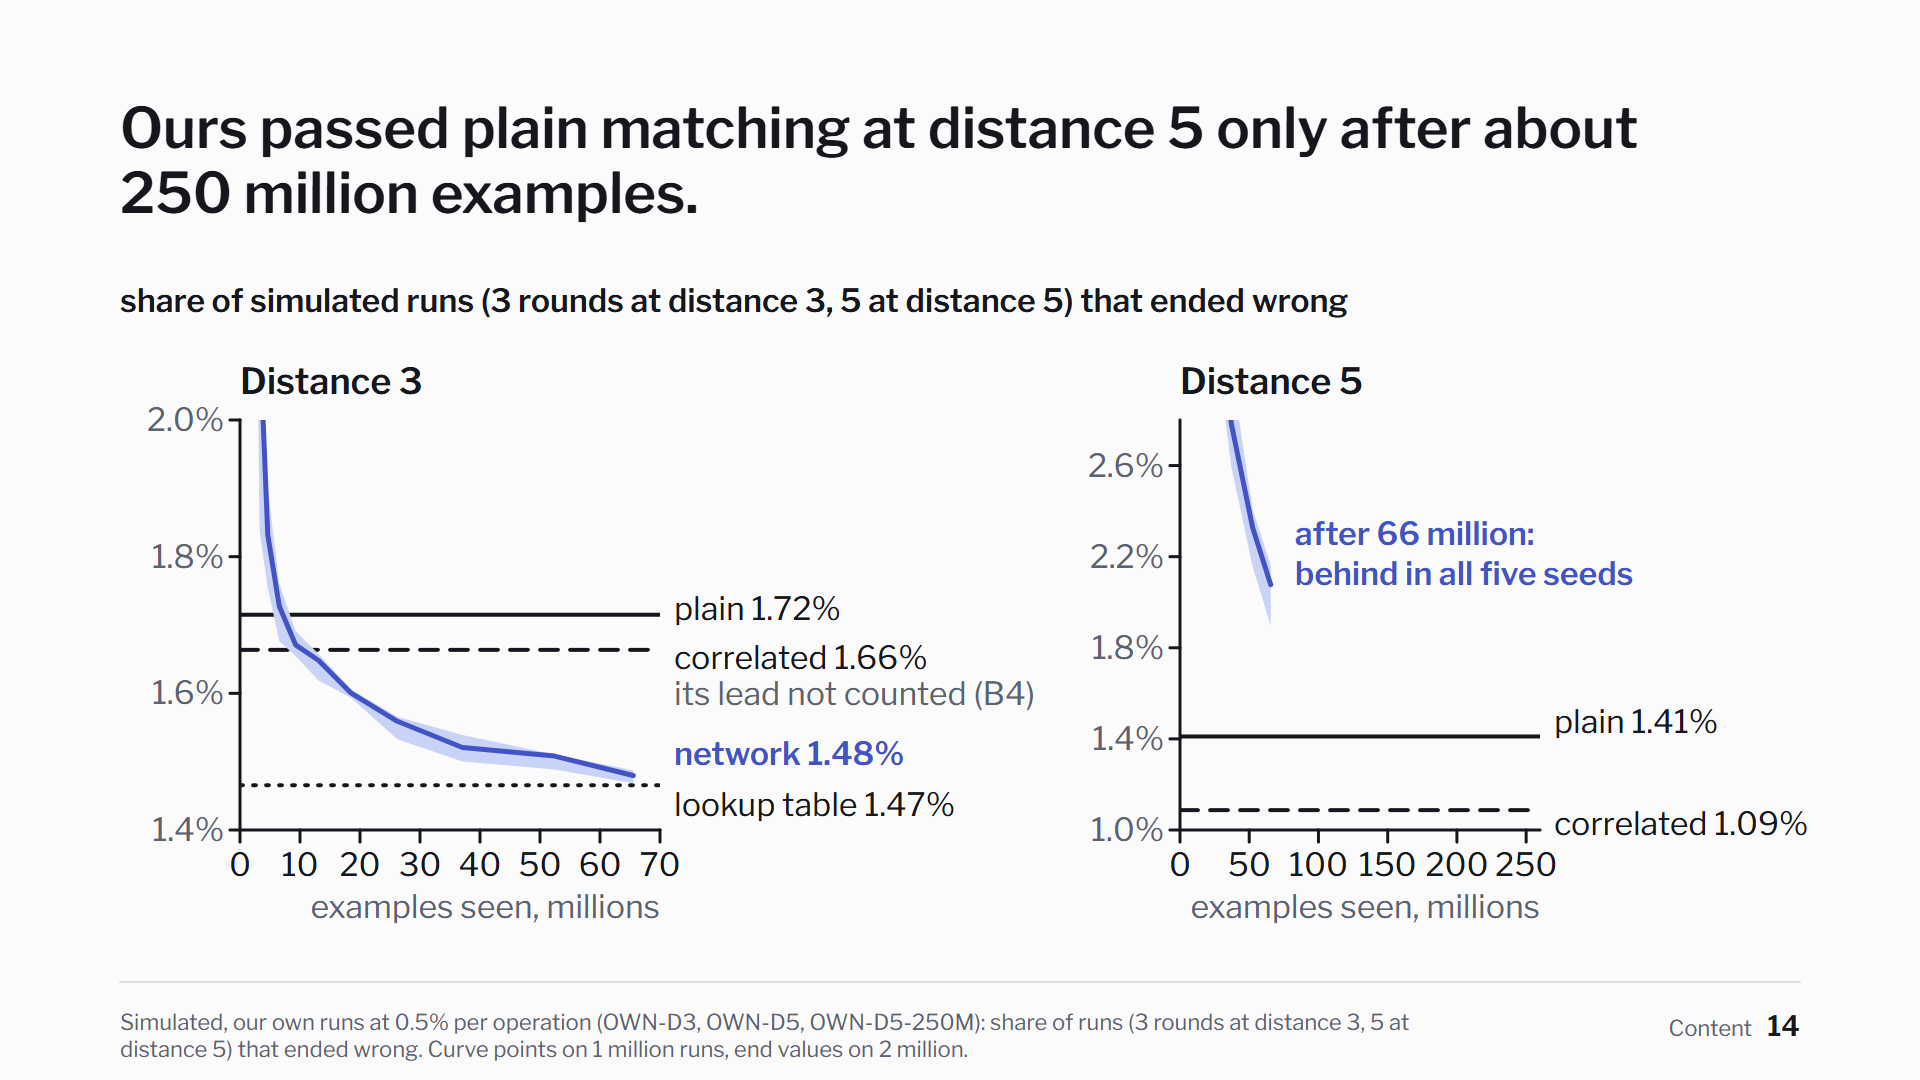 Ours passed plain matching at distance 5 only after about
250 million examples.
share of simulated runs (3 rounds at distance 3, 5 at distance 5) that ended wrong
Distance 3
2.0%
1.8%
1.6%
1.4%
0 10 20 30 40 50 60 70
examples seen, millions
plain 1.72%
correlated 1.66%
its lead not counted (B4)
network 1.48%
lookup table 1.47%
Distance 5
2.6%
2.2%
1.8%
1.4%
1.0%
0 50 100 150 200 250
examples seen, millions
after 66 million:
behind in all five seeds
plain 1.41%
correlated 1.09%
Simulated, our own runs at 0.5% per operation (OWN-D3, OWN-D5, OWN-D5-250M): share of runs (3 rounds at distance 3, 5 at
distance 5) that ended wrong. Curve points on 1 million runs, end values on 2 million.
Content 14